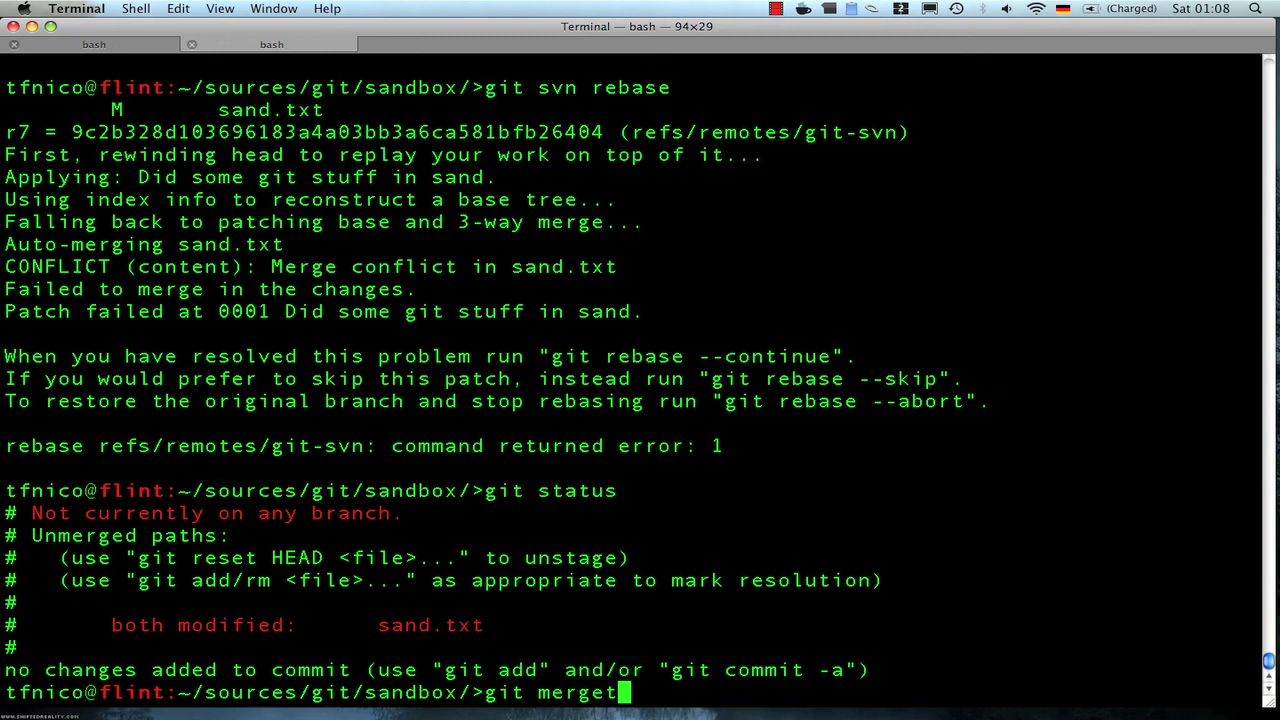 Terminal Shell Edit View Window Help 2 (Charged) Sat 01:08
Terminal — bash — 94×29
bash bash
tfnico@flint:~/sources/git/sandbox/>git svn rebase
M sand.txt
r7 = 9c2b328d103696183a4a03bb3a6ca581bfb26404 (refs/remotes/git-svn)
First, rewinding head to replay your work on top of it...
Applying: Did some git stuff in sand.
Using index info to reconstruct a base tree...
Falling back to patching base and 3-way merge...
Auto-merging sand.txt
CONFLICT (content): Merge conflict in sand.txt
Failed to merge in the changes.
Patch failed at 0001 Did some git stuff in sand.
When you have resolved this problem run "git rebase --continue".
If you would prefer to skip this patch, instead run "git rebase --skip".
To restore the original branch and stop rebasing run "git rebase --abort".
rebase refs/remotes/git-svn: command returned error: 1
tfnico@flint:~/sources/git/sandbox/>git status
# Not currently on any branch.
# Unmerged paths:
#   (use "git reset HEAD <file>..." to unstage)
#   (use "git add/rm <file>..." as appropriate to mark resolution)
#
#       both modified:      sand.txt
#
no changes added to commit (use "git add" and/or "git commit -a")
tfnico@flint:~/sources/git/sandbox/>git merget
WWW.SHIFTEDREALITY.COM